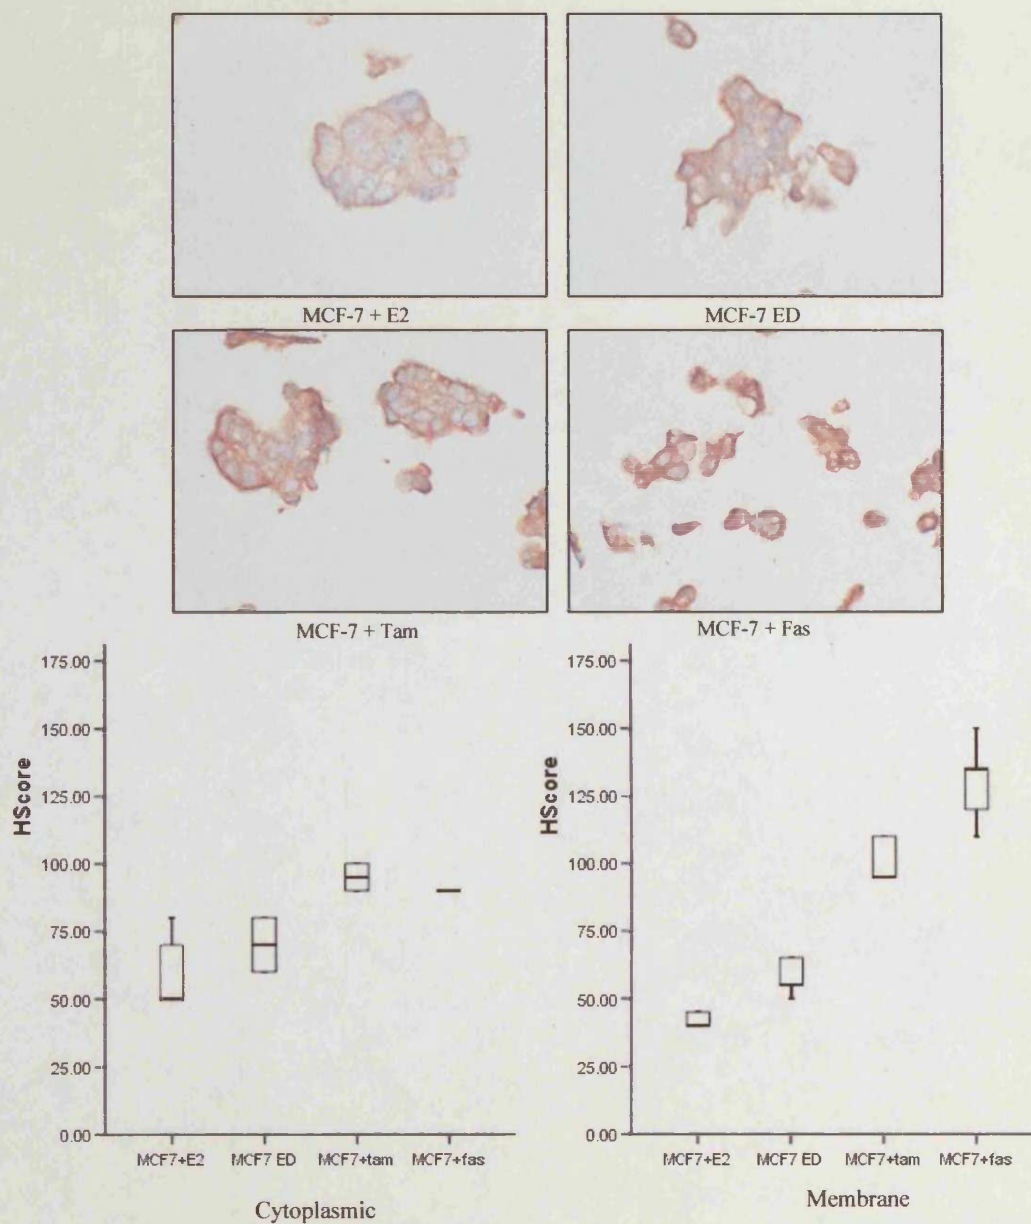 MCF-7 + E2
MCF-7 ED
MCF-7 + Tam
MCF-7 + Fas
175.00
150.00
125.00
100.00
75.00
50.00
25.00
0.00
HScore
MCF7+E2
MCF7 ED
MCF7+tam
MCF7+fas
Cytoplasmic
175.00
150.00
125.00
100.00
75.00
50.00
25.00
0.00
HScore
MCF7+E2
MCF7 ED
MCF7+tam
MCF7+fas
Membrane